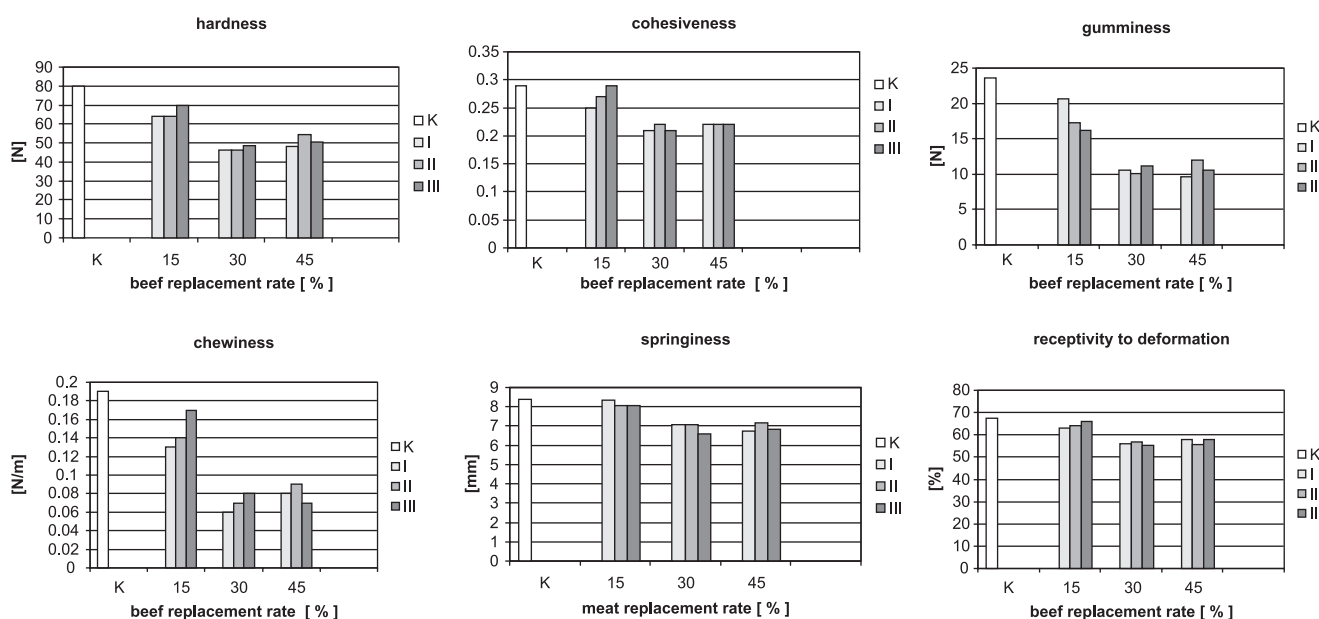 hardness
90
80
70
60
50
40
30
20
10
0
[N]
K 15 30 45
beef replacement rate [ % ]
K
I
II
III
cohesiveness
0.35
0.3
0.25
0.2
0.15
0.1
0.05
0
K 15 30 45
beef replacement rate [ % ]
K
I
II
III
gumminess
25
20
15
10
5
0
[N]
K 15 30 45
beef replacement rate [ % ]
K
I
II
II
chewiness
0.2
0.18
0.16
0.14
0.12
0.1
0.08
0.06
0.04
0.02
0
[N/m]
K 15 30 45
beef replacement rate [ % ]
K
I
II
III
springiness
9
8
7
6
5
4
3
2
1
0
[mm]
K 15 30 45
meat replacement rate [ % ]
K
I
II
III
receptivity to deformation
80
70
60
50
40
30
20
10
0
[%]
K 15 30 45
beef replacement rate [ % ]
K
I
II
II